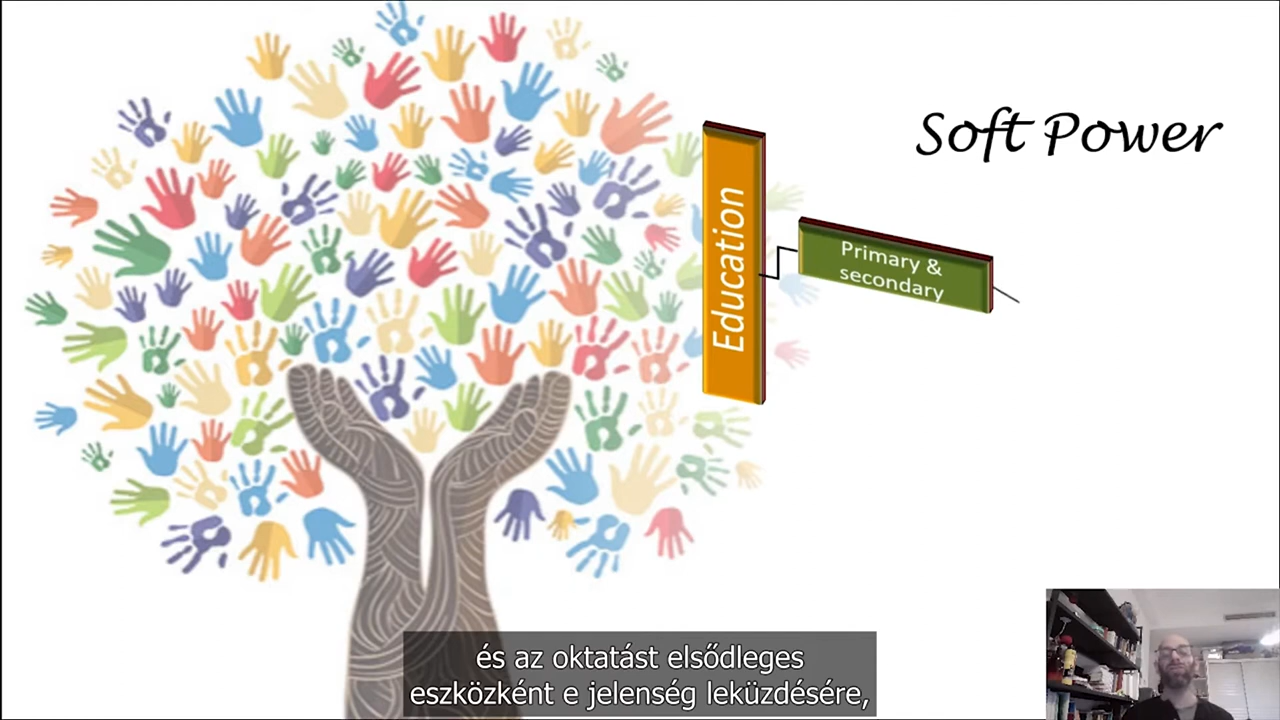 Soft Power
Education
Primary &
secondary
és az oktatást elsődleges
eszközként e jelenség leküzdésére,